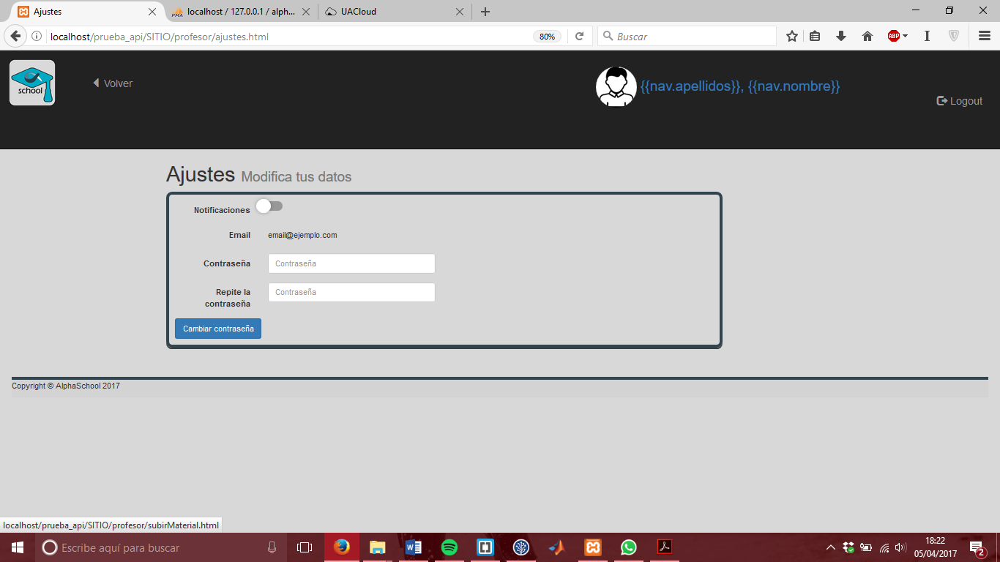 Ajustes
localhost / 127.0.0.1 / alph...
UACloud
localhost/prueba_api/SITIO/profesor/ajustes.html
80%
Buscar
ABP
school
Volver
{{nav.apellidos}}, {{nav.nombre}}
Logout
Ajustes Modifica tus datos
Notificaciones
Email email@ejemplo.com
Contraseña Contraseña
Repite la
contraseña
Contraseña
Cambiar contraseña
Copyright © AlphaSchool 2017
localhost/prueba_api/SITIO/profesor/subirMaterial.html
Escribe aquí para buscar
18:22
05/04/2017
2